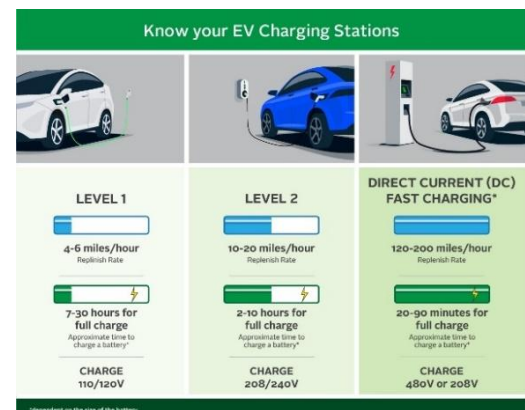 Know your EV Charging Stations
LEVEL 1
4-6 miles/hour
Replinish Rate
7-30 hours for
full charge
Approximate time to
charge a battery*
CHARGE
110/120V
LEVEL 2
10-20 miles/hour
Replenish Rate
2-10 hours for
full charge
Approximate time to
charge a battery*
CHARGE
208/240V
DIRECT CURRENT (DC)
FAST CHARGING*
120-200 miles/hour
Replenish Rate
20-90 minutes for
full charge
Approximate time to
charge a battery*
CHARGE
480V or 208V
*dependent on the size of the battery